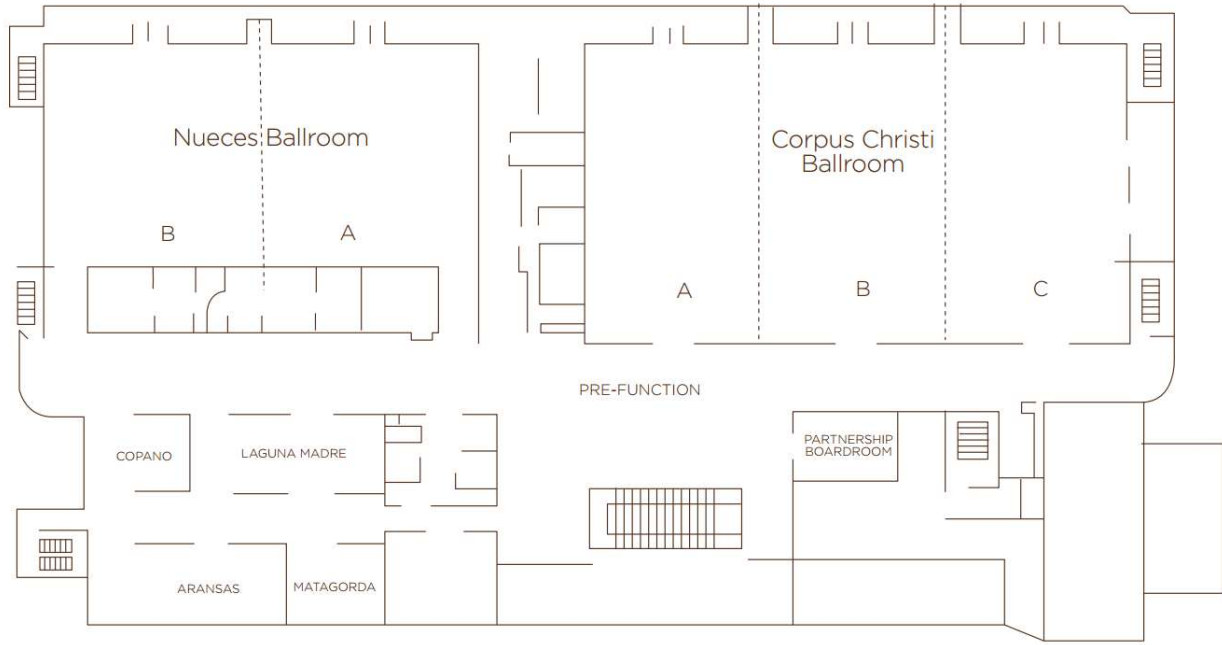 Nueces Ballroom
B
A
Corpus Christi
Ballroom
A
B
C
PRE-FUNCTION
COPANO
LAGUNA MADRE
PARTNERSHIP
BOARDROOM
ARANSAS
MATAGORDA